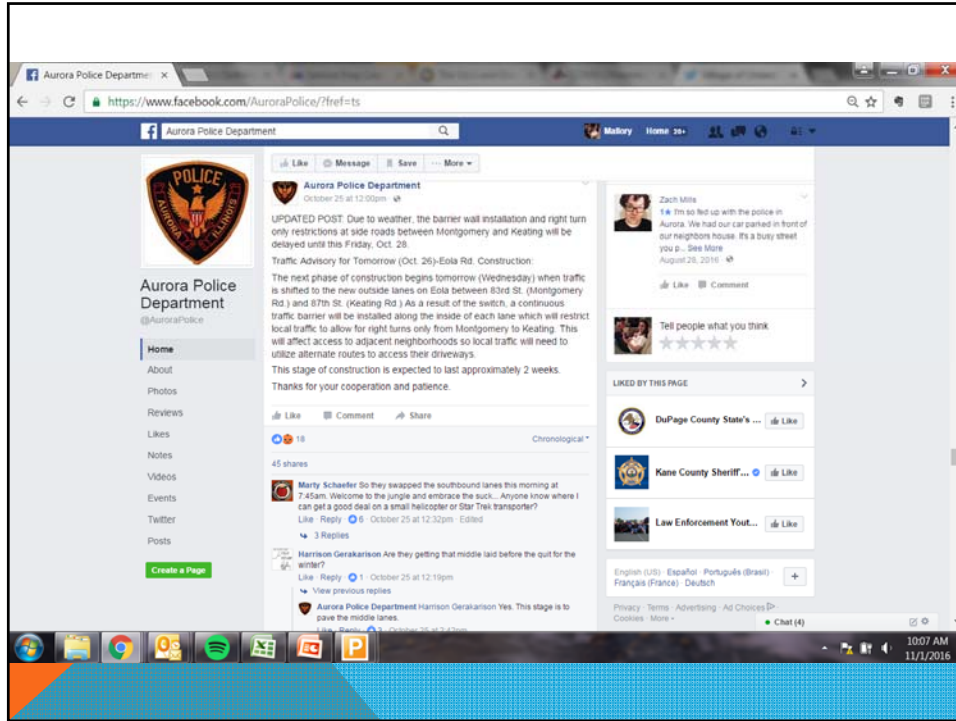 Aurora Police Departme
https://www.facebook.com/AuroraPolice/?fref=ts
Aurora Police Department
Mallory Home 20+
POLICE
AURORA ILLINOIS
Aurora Police
Department
@AuroraPolice
Home
About
Photos
Reviews
Likes
Notes
Videos
Events
Twitter
Posts
Create a Page
Like Message Save More
Aurora Police Department
October 25 at 12:00pm
UPDATED POST: Due to weather, the barrier wall installation and right turn
only restrictions at side roads between Montgomery and Keating will be
delayed until this Friday, Oct. 28.
Traffic Advisory for Tomorrow (Oct. 26)-Eola Rd. Construction:
The next phase of construction begins tomorrow (Wednesday) when traffic
is shifted to the new outside lanes on Eola between 83rd St. (Montgomery
Rd.) and 87th St. (Keating Rd.) As a result of the switch, a continuous
traffic barrier will be installed along the inside of each lane which will restrict
local traffic to allow for right turns only from Montgomery to Keating. This
will affect access to adjacent neighborhoods so local traffic will need to
utilize alternate routes to access their driveways.
This stage of construction is expected to last approximately 2 weeks.
Thanks for your cooperation and patience.
Like Comment Share
18 Chronological
45 shares
Marty Schaefer So they swapped the southbound lanes this morning at
7:45am. Welcome to the jungle and embrace the suck... Anyone know where I
can get a good deal on a small helicopter or Star Trek transporter?
Like · Reply · 6 · October 25 at 12:32pm · Edited
3 Replies
Harrison Gerakarison Are they getting that middle laid before the quit for the
winter?
Like · Reply · 1 · October 25 at 12:19pm
View previous replies
Aurora Police Department Harrison Gerakarison Yes. This stage is to
pave the middle lanes.
Like · Reply · 3 · October 25 at 2:42pm
Zach Mills
1★ I'm so fed up with the police in
Aurora. We had our car parked in front of
our neighbors house. It's a busy street
you p... See More
August 26, 2016
Like Comment
Tell people what you think
LIKED BY THIS PAGE
DuPage County State's ... Like
Kane County Sheriff'... Like
Law Enforcement Yout... Like
English (US) · Español · Português (Brasil) ·
Français (France) · Deutsch
Privacy · Terms · Advertising · Ad Choices ·
Cookies · More
Chat (4)
10:07 AM
11/1/2016